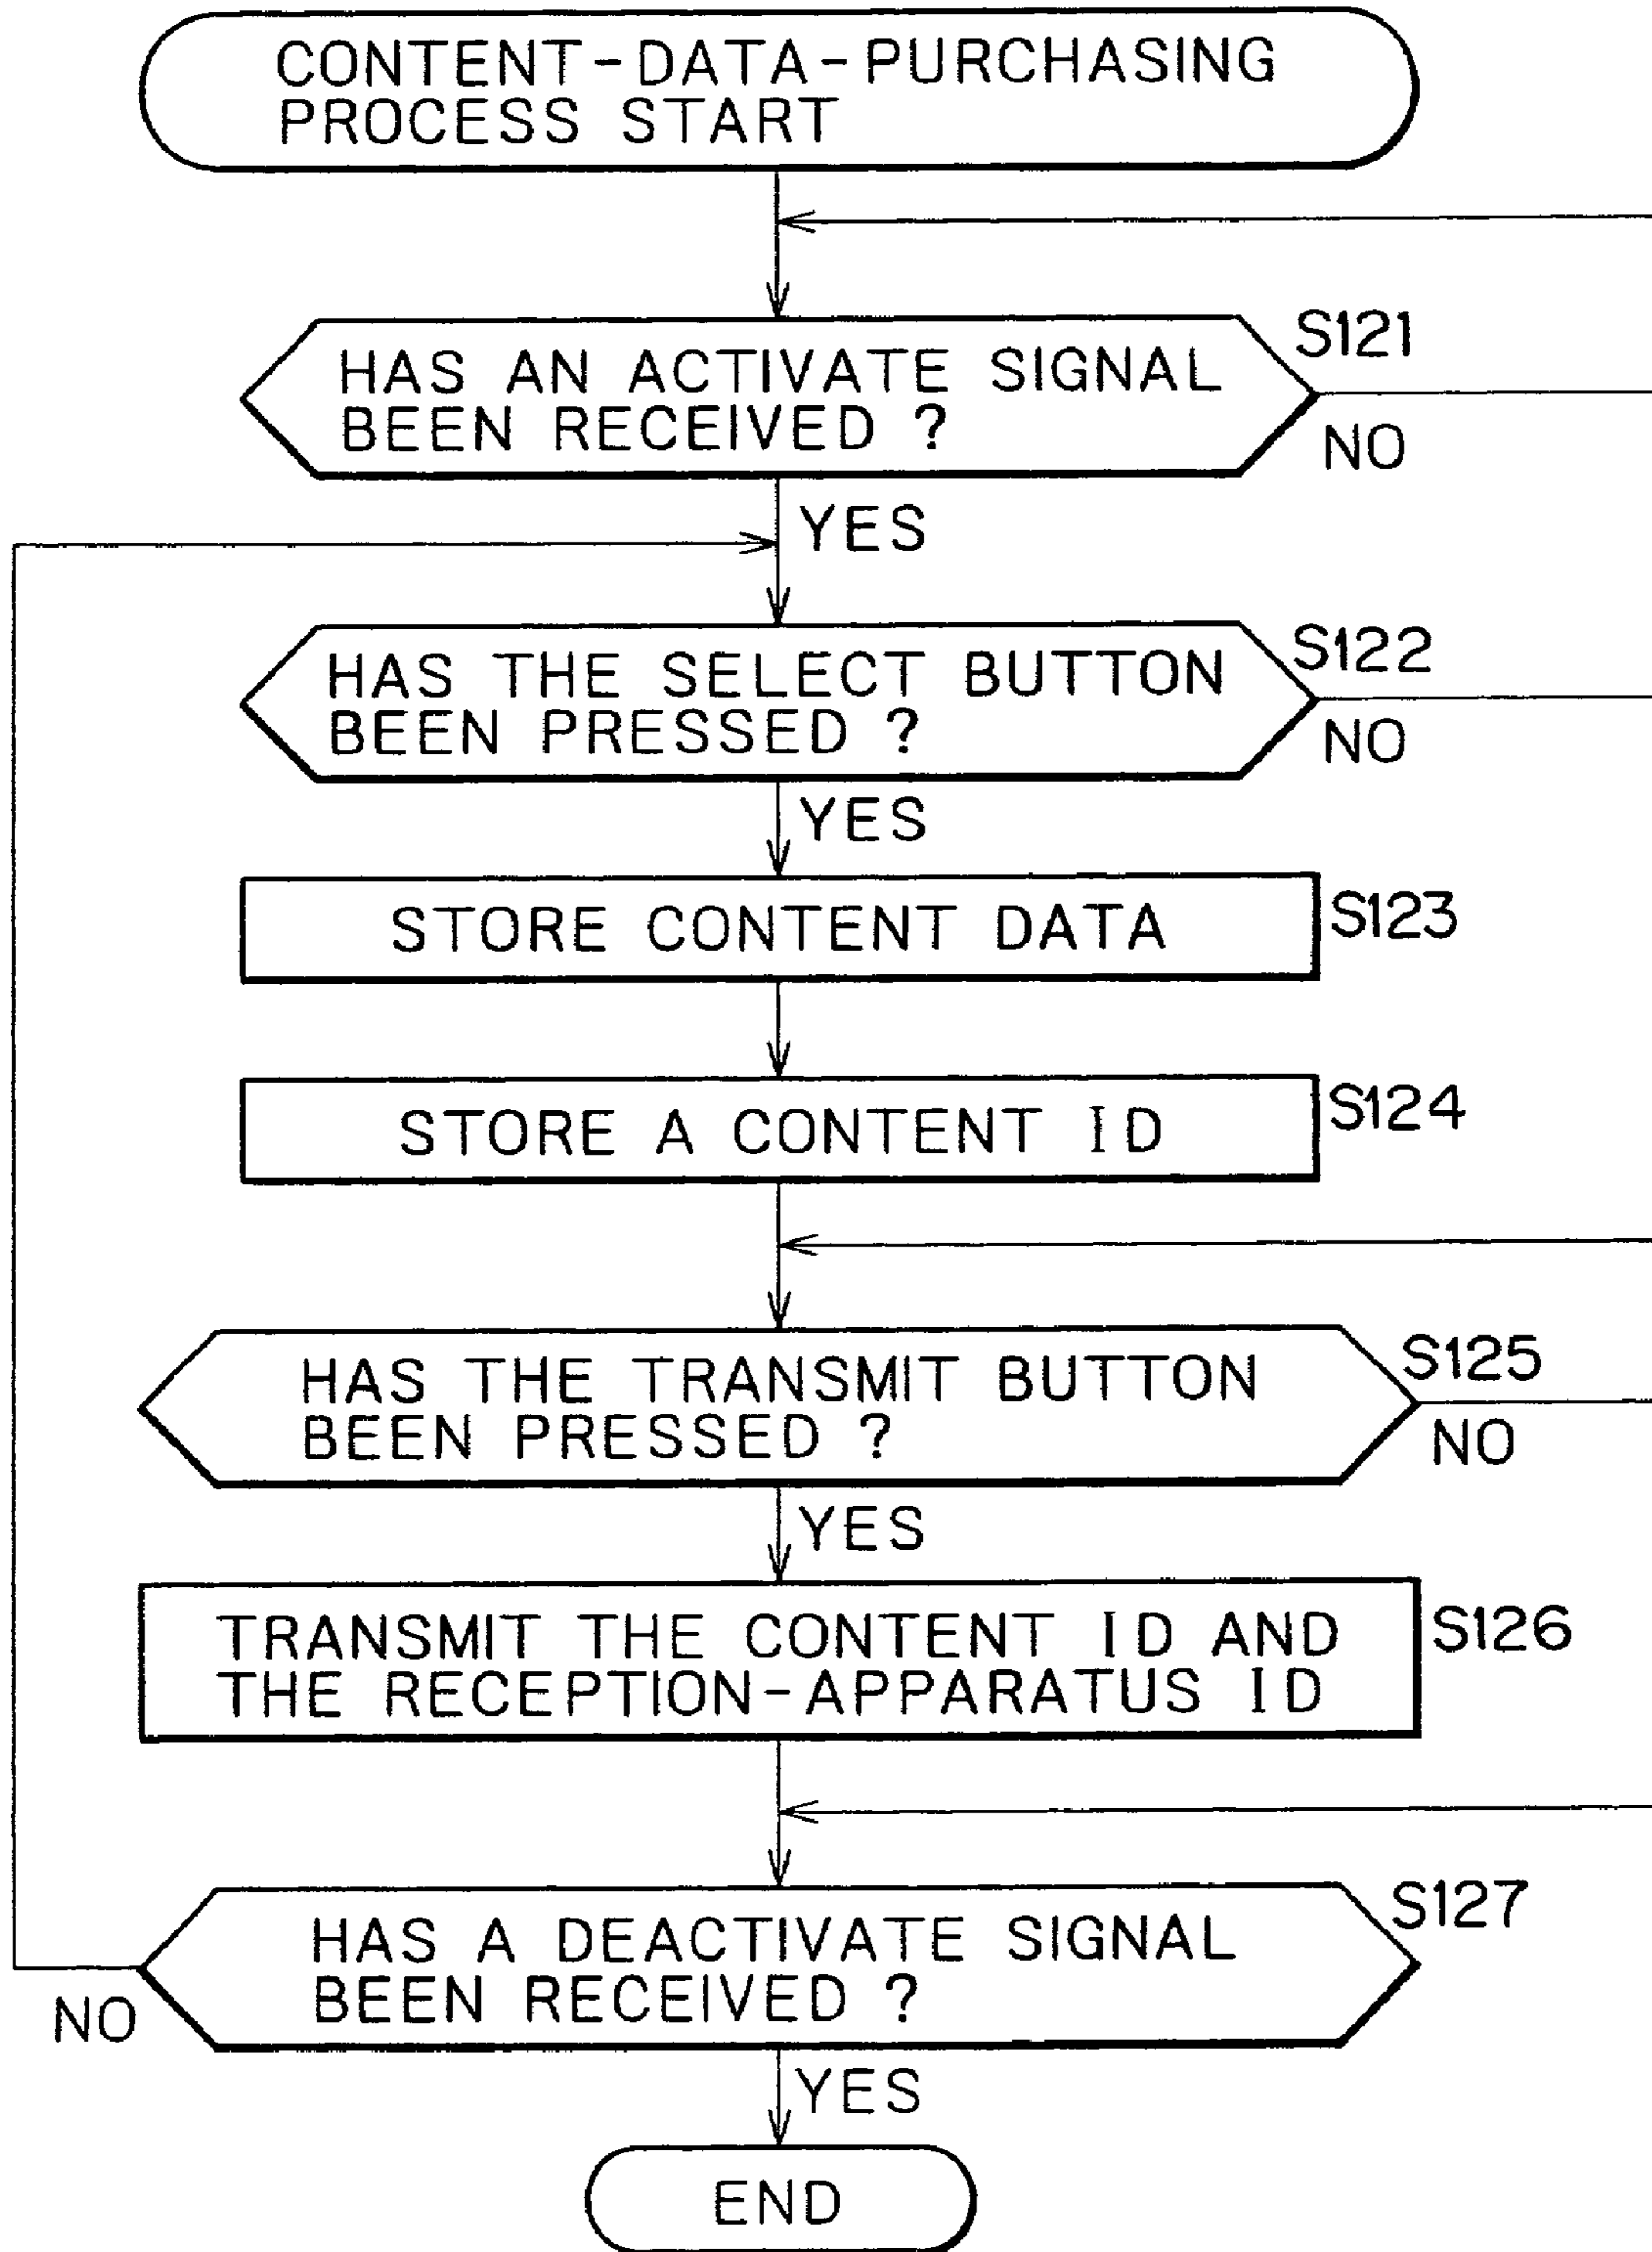 CONTENT-DATA-PURCHASING
PROCESS START
HAS AN ACTIVATE SIGNAL
BEEN RECEIVED ?
S121
NO
YES
HAS THE SELECT BUTTON
BEEN PRESSED ?
S122
NO
YES
STORE CONTENT DATA
S123
STORE A CONTENT ID
S124
HAS THE TRANSMIT BUTTON
BEEN PRESSED ?
S125
NO
YES
TRANSMIT THE CONTENT ID AND
THE RECEPTION-APPARATUS ID
S126
HAS A DEACTIVATE SIGNAL
BEEN RECEIVED ?
S127
NO
YES
END